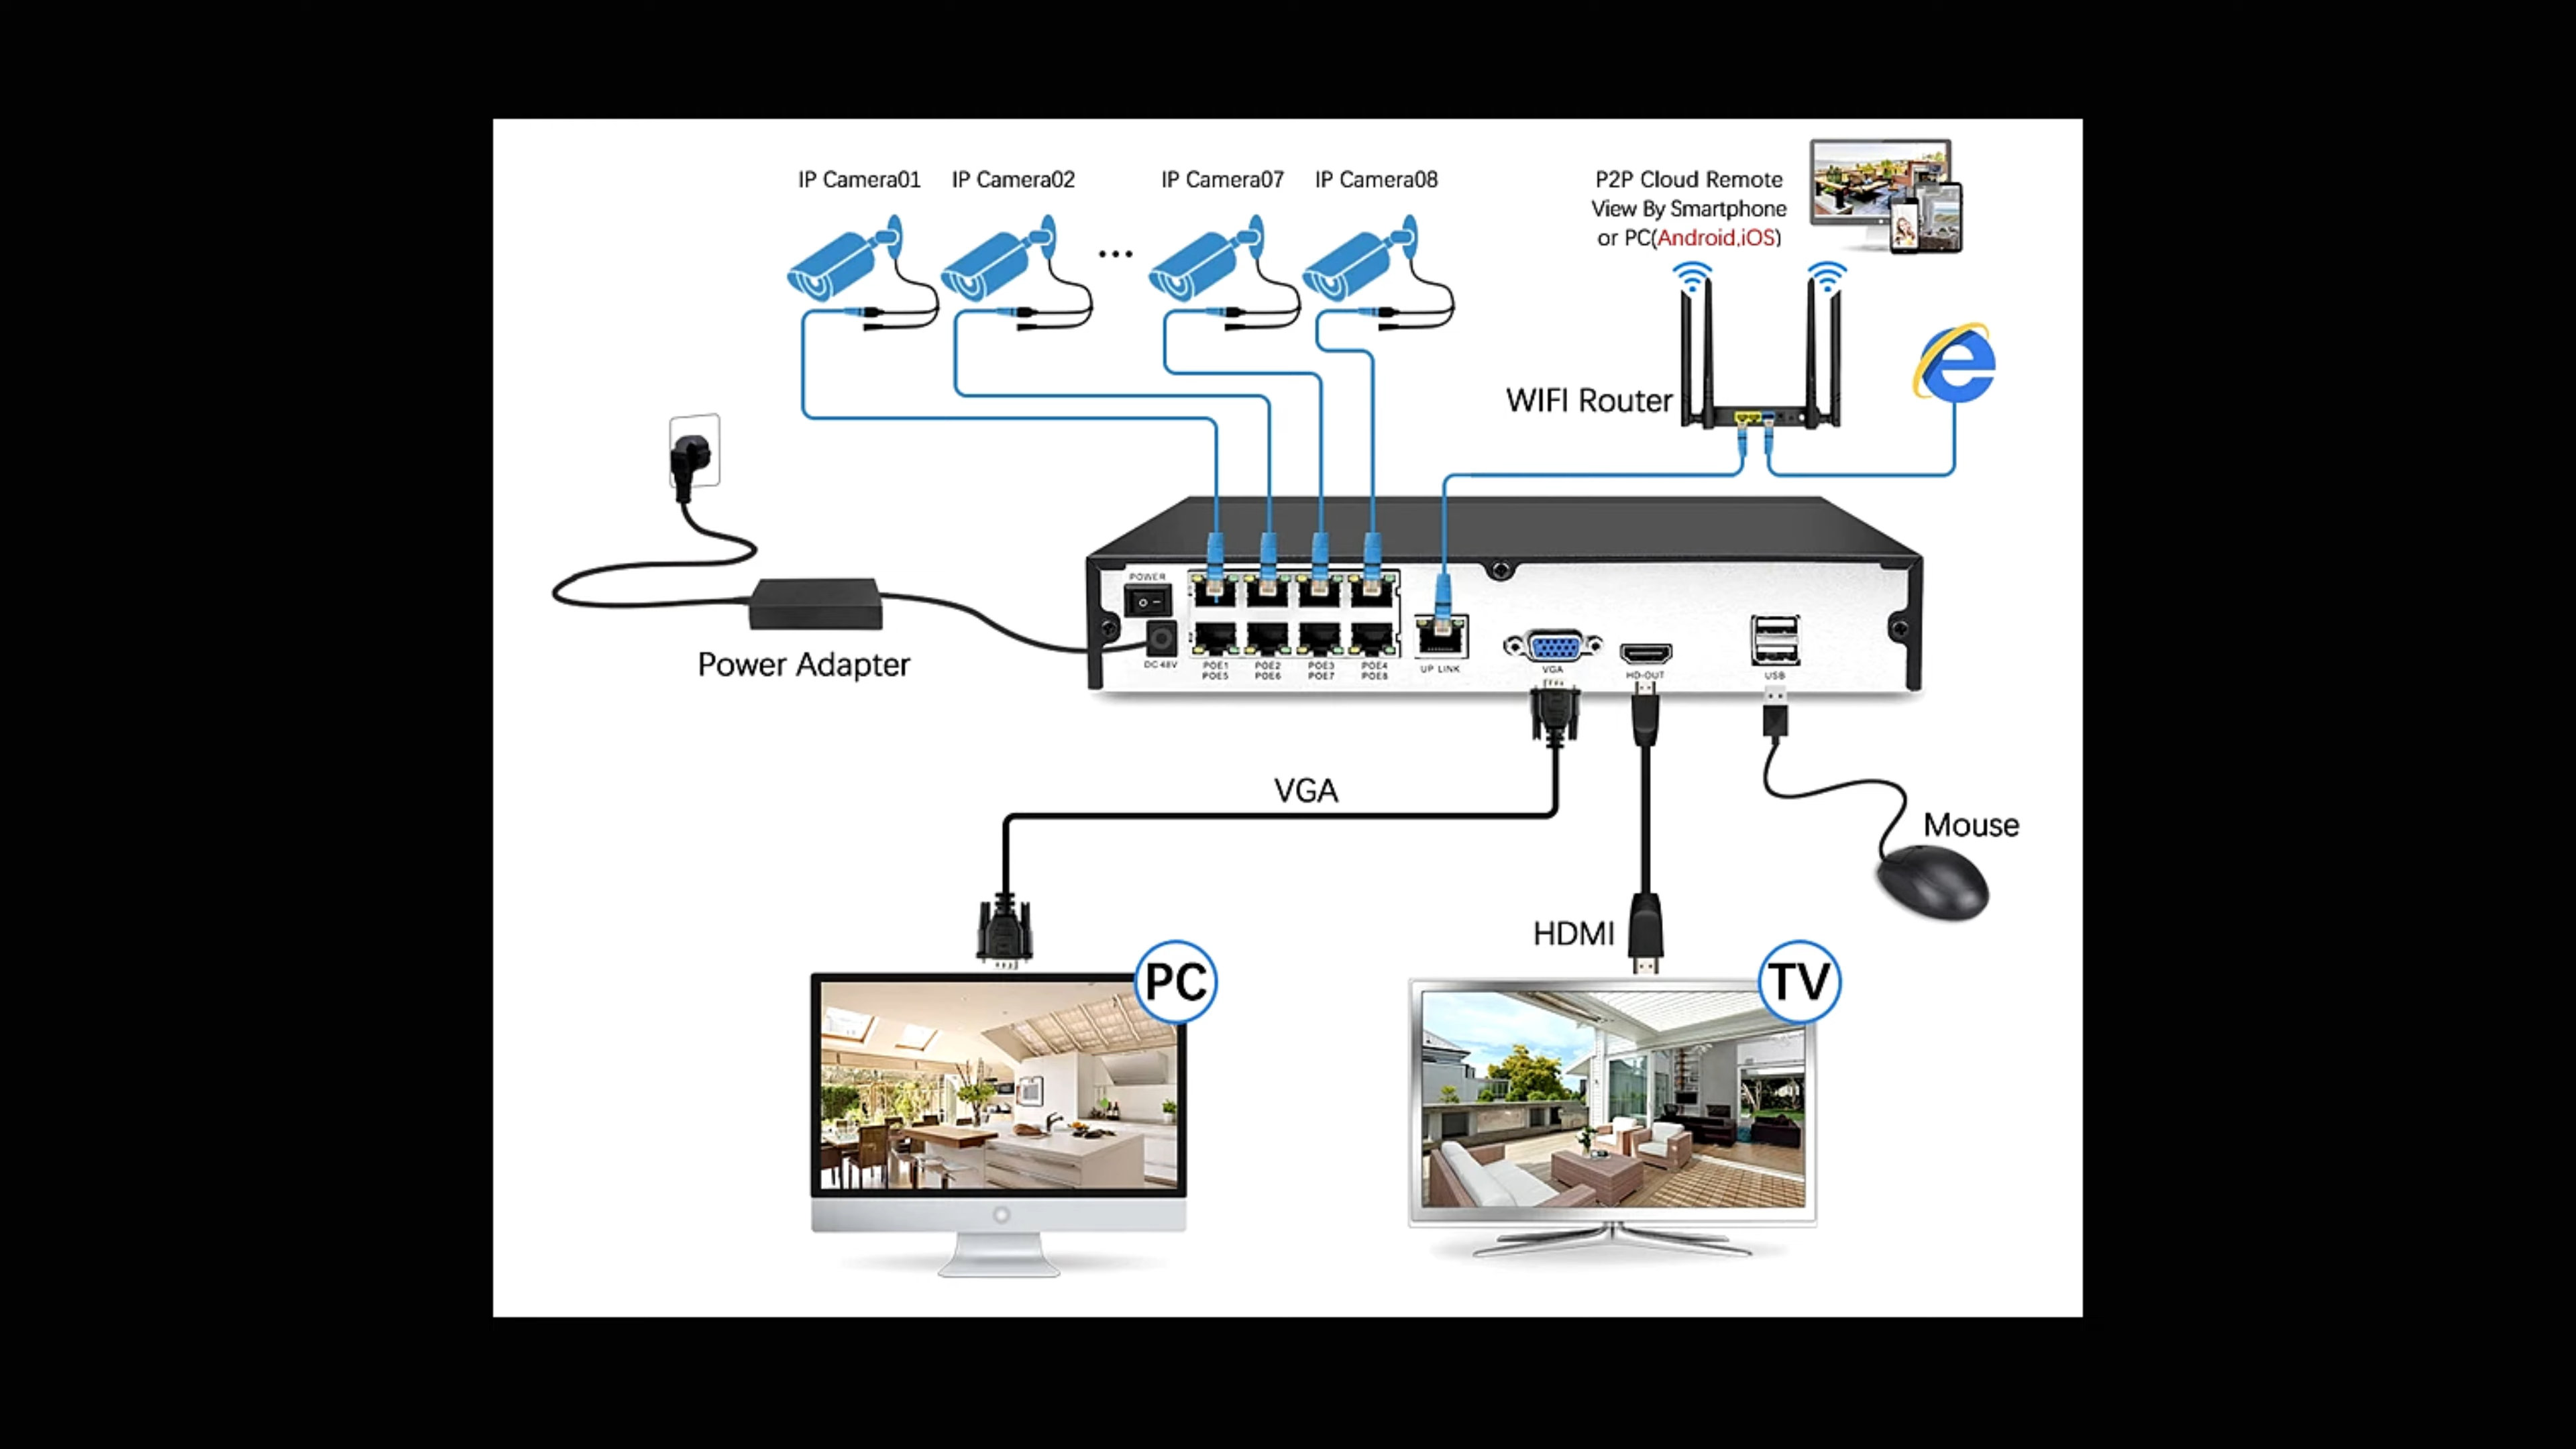 IP Camera01
IP Camera02
...
IP Camera07
IP Camera08
P2P Cloud Remote
View By Smartphone
or PC(Android,iOS)
WIFI Router
POWER
DC 48V
POE1
POE5
POE2
POE6
POE3
POE7
POE4
POE8
UP LINK
VGA
HD-OUT
USB
Power Adapter
VGA
Mouse
HDMI
PC
TV